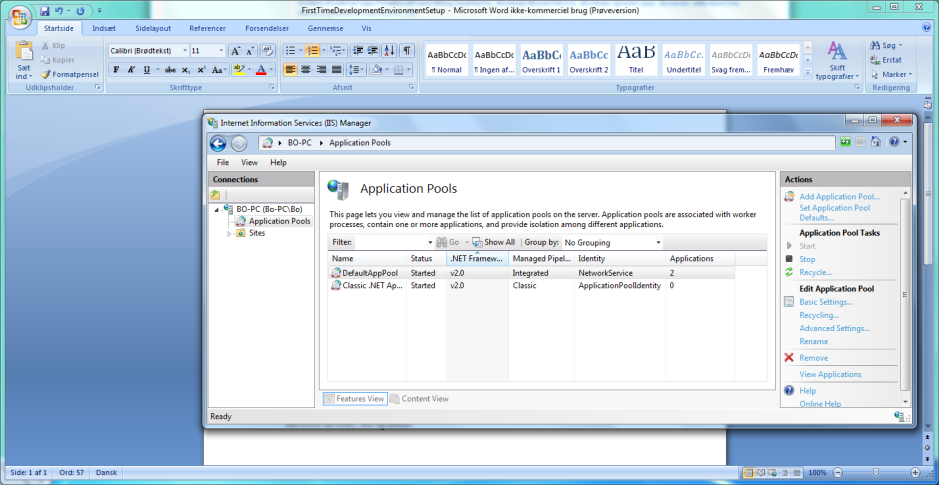 FirstTimeDevelopmentEnvironmentSetup - Microsoft Word ikke-kommerciel brug (Prøveversion)
Startside Indsæt Sidelayout Referencer Forsendelser Gennemse Vis
Sæt ind
Klip
Kopier
Formatpensel
Udklipsholder
Calibri (Brødtekst) 11
F K U abc x₂ x² Aa
Skrifttype
Afsnit
AaBbCcDc AaBbCcDc AaBbC AaBbCc AaB AaBbCc. AaBbCcDc AaBbCcDc
¶ Normal ¶ Ingen af... Overskrift 1 Overskrift 2 Titel Undertitel Svag frem... Fremhæv
Skift typografier
Typografier
Søg
Erstat
Marker
Redigering
Internet Information Services (IIS) Manager
BO-PC Application Pools
File View Help
Connections
BO-PC (Bo-PC\Bo)
Application Pools
Sites
Application Pools
This page lets you view and manage the list of application pools on the server. Application pools are associated with worker
processes, contain one or more applications, and provide isolation among different applications.
Filter: Go Show All Group by: No Grouping
Name Status .NET Framew... Managed Pipel... Identity Applications
DefaultAppPool Started v2.0 Integrated NetworkService 2
Classic .NET Ap... Started v2.0 Classic ApplicationPoolIdentity 0
Features View Content View
Actions
Add Application Pool...
Set Application Pool
Defaults...
Application Pool Tasks
Start
Stop
Recycle...
Edit Application Pool
Basic Settings...
Recycling...
Advanced Settings...
Rename
Remove
View Applications
Help
Online Help
Ready
Side: 1 af 1 Ord: 57 Dansk 100%